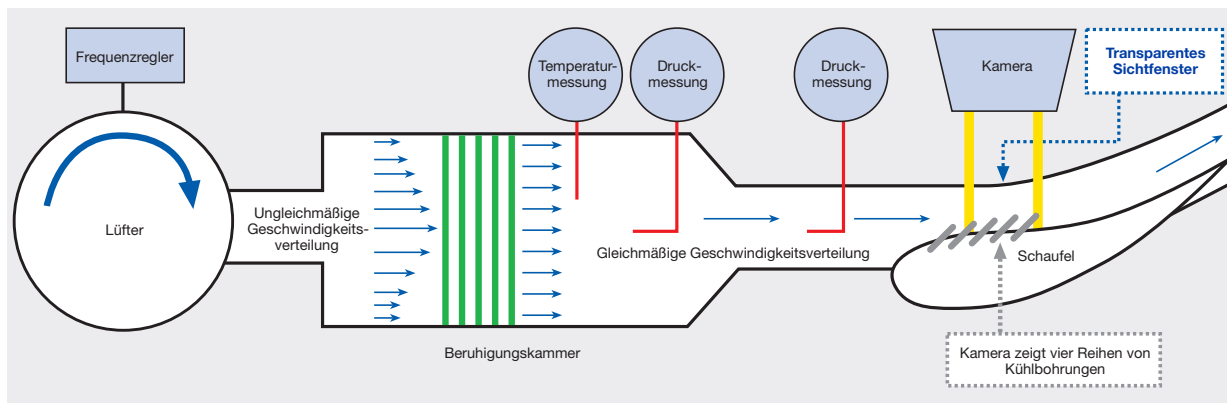 Frequenzregler
Lüfter
Ungleichmäßige
Geschwindigkeits-
verteilung
Beruhigungskammer
Temperatur-
messung
Druck-
messung
Gleichmäßige Geschwindigkeitsverteilung
Druck-
messung
Kamera
Transparentes
Sichtfenster
Schaufel
Kamera zeigt vier Reihen von
Kühlbohrungen